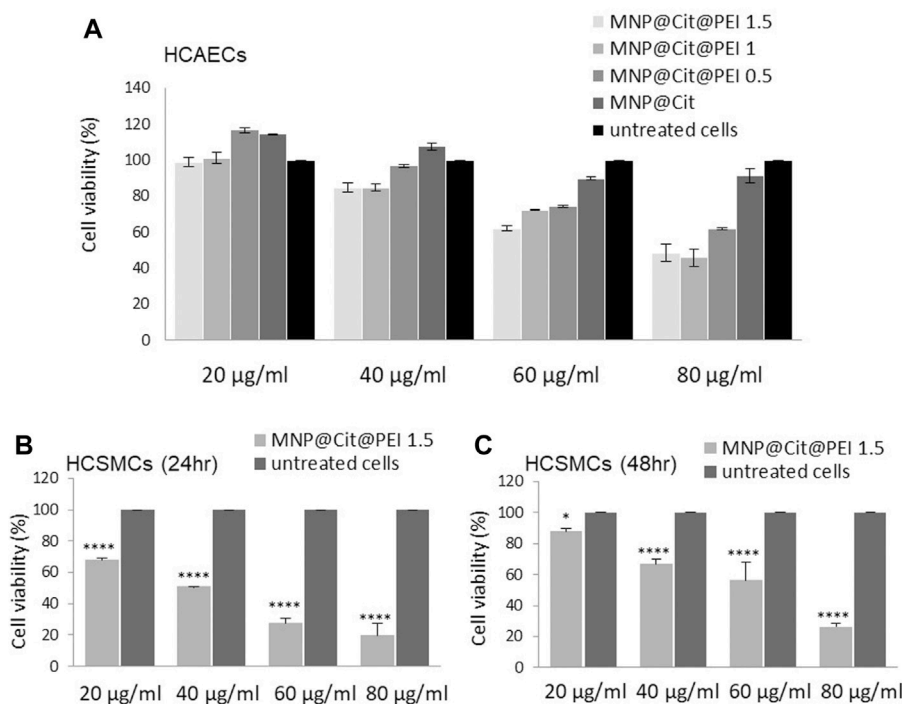 A
HCAECs
MNP@Cit@PEI 1.5
MNP@Cit@PEI 1
MNP@Cit@PEI 0.5
MNP@Cit
untreated cells
Cell viability (%)
140
120
100
80
60
40
20
0
20 µg/ml 40 µg/ml 60 µg/ml 80 µg/ml
B
HCSMCs (24hr)
MNP@Cit@PEI 1.5
untreated cells
Cell viability (%)
120
100
80
60
40
20
0
****
****
****
****
20 µg/ml 40 µg/ml 60 µg/ml 80 µg/ml
C
HCSMCs (48hr)
MNP@Cit@PEI 1.5
untreated cells
Cell viability (%)
120
100
80
60
40
20
0
*
****
****
****
20 µg/ml 40 µg/ml 60 µg/ml 80 µg/ml